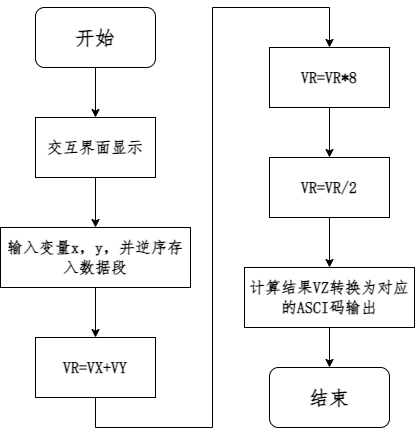 开始
交互界面显示
输入变量x，y，并逆序存
入数据段
VR=VX+VY
VR=VR*8
VR=VR/2
计算结果VZ转换为对应
的ASCI码输出
结束